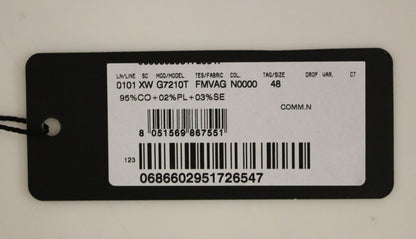 LN/LINE SC MOD/MODEL TES/FABRIC COL. TAG/SIZE DROP VAR. CT
0101 XW G7210T FMVAG N0000 48
95%CO+02%PL+03%SE
COMM.N
8 051569 867551
123
0686602951726547